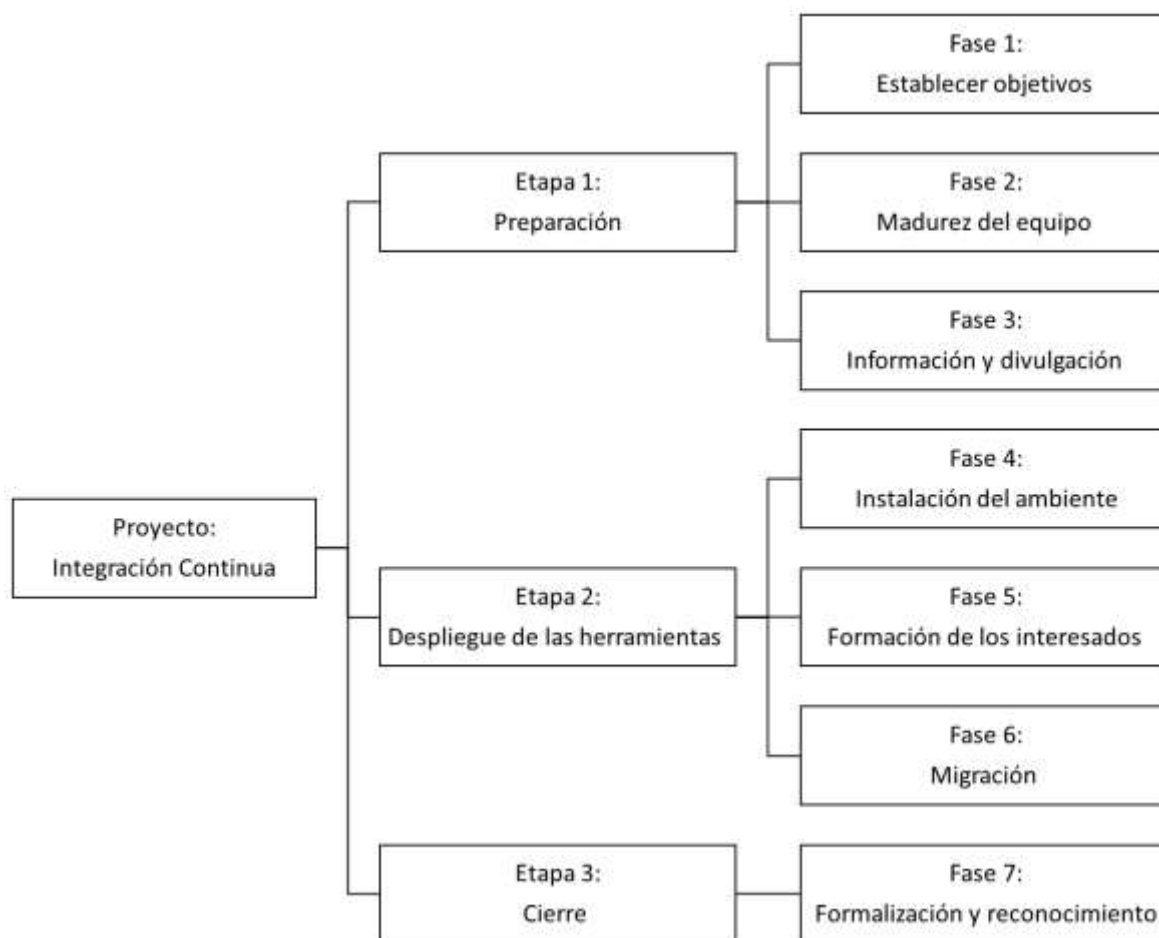 Proyecto:
Integración Continua
Etapa 1:
Preparación
Fase 1:
Establecer objetivos
Fase 2:
Madurez del equipo
Fase 3:
Información y divulgación
Etapa 2:
Despliegue de las herramientas
Fase 4:
Instalación del ambiente
Fase 5:
Formación de los interesados
Fase 6:
Migración
Etapa 3:
Cierre
Fase 7:
Formalización y reconocimiento